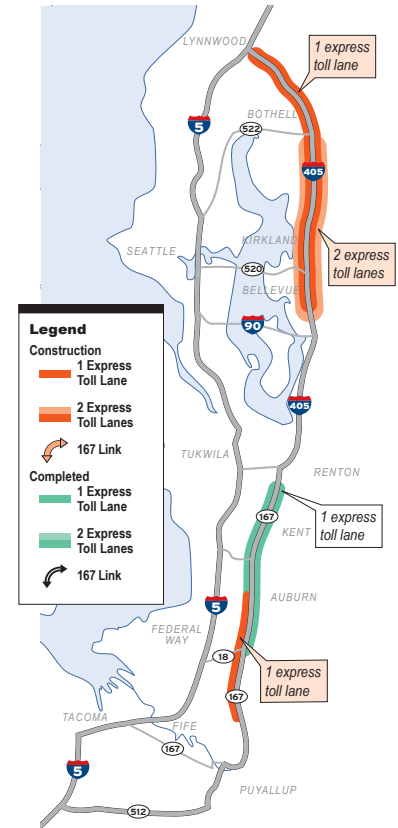 LYNNWOOD
1 express
toll lane
BOTHELL
5
522
405
KIRKLAND
2 express
toll lanes
SEATTLE
520
BELLEVUE
90
Legend
Construction
1 Express
Toll Lane
2 Express
Toll Lanes
167 Link
Completed
1 Express
Toll Lane
2 Express
Toll Lanes
167 Link
405
TUKWILA
RENTON
167
KENT
1 express
toll lane
5
AUBURN
FEDERAL
WAY
18
1 express
toll lane
167
TACOMA
FIFE
167
5
PUYALLUP
512